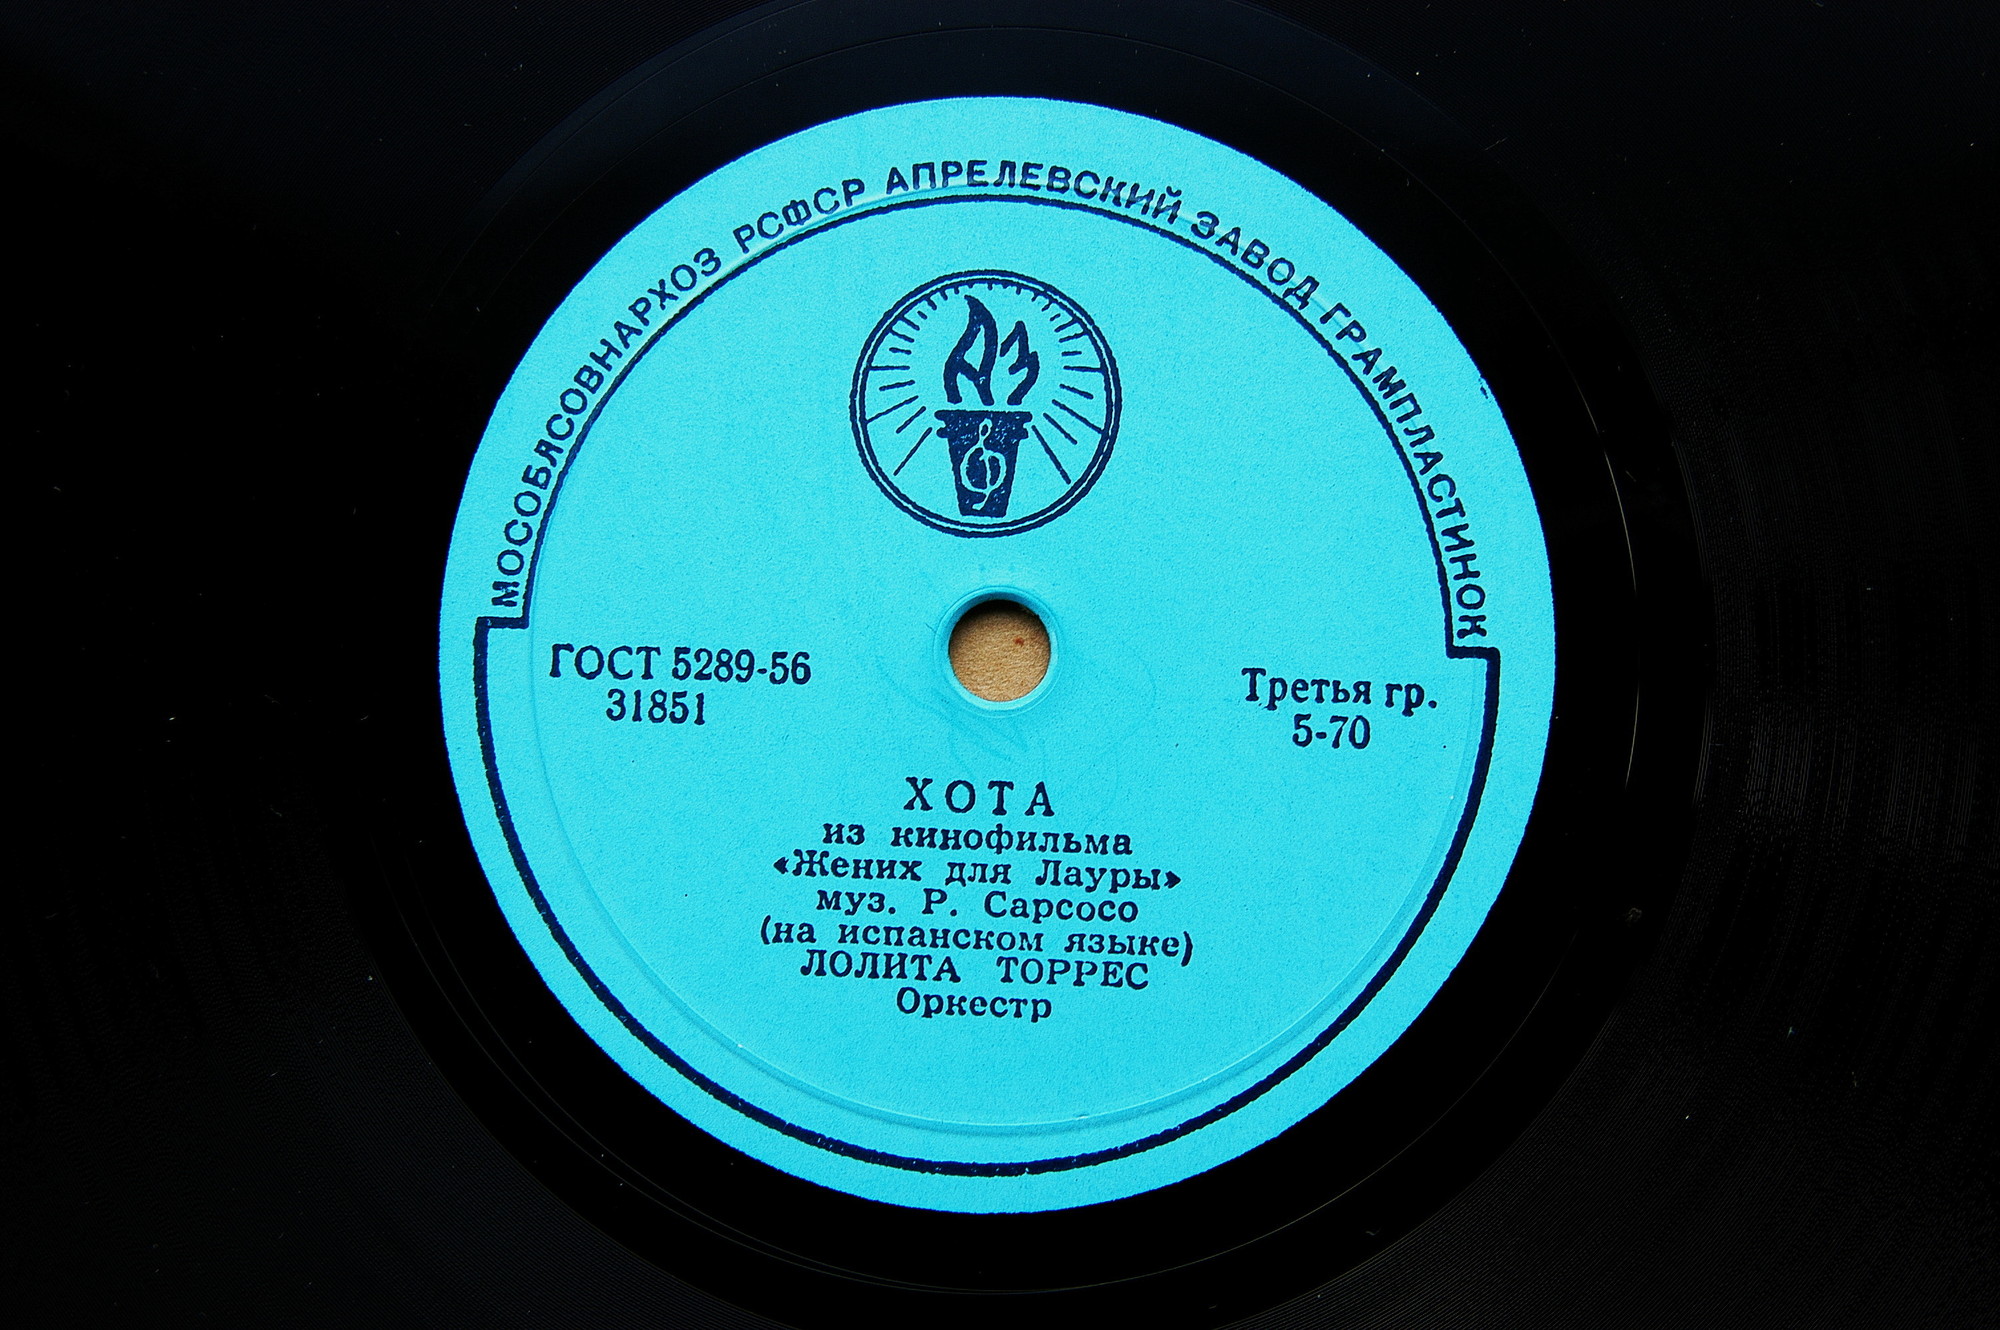 МОСОБЛСОВНАРХОЗ РСФСР АПРЕЛЕВСКИЙ ЗАВОД ГРАМПЛАСТИНОК
АЗ
ГОСТ 5289-56
31851
Третья гр.
5-70
ХОТА
из кинофильма
«Жених для Лауры»
муз. Р. Сарсосо
(на испанском языке)
ЛОЛИТА ТОРРЕС
Оркестр